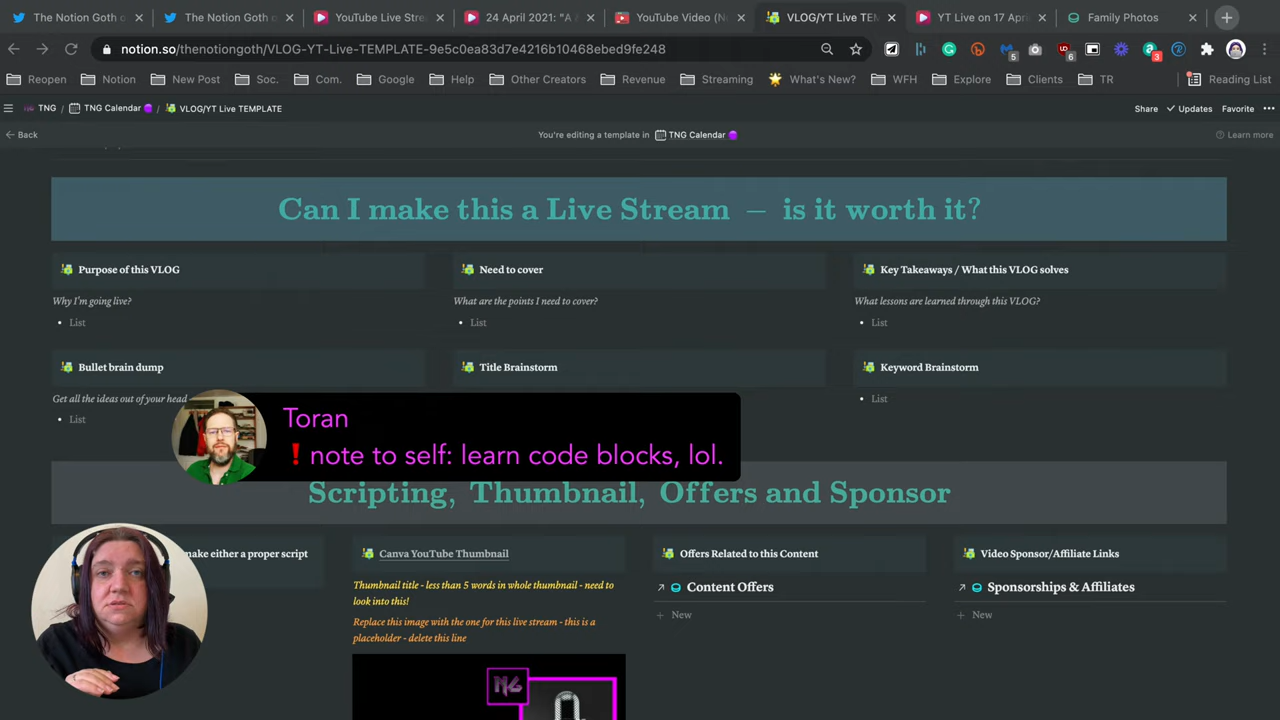 The Notion Goth o
The Notion Goth o
YouTube Live Stre
24 April 2021: "A
YouTube Video (N
VLOG/YT Live TEM
YT Live on 17 Apri
Family Photos
notion.so/thenotiongoth/VLOG-YT-Live-TEMPLATE-9e5c0ea83d7e4216b10468ebed9fe248
5
6
3
Reopen
Notion
New Post
Soc.
Com.
Google
Help
Other Creators
Revenue
Streaming
What's New?
WFH
Explore
Clients
TR
Reading List
TNG / TNG Calendar / VLOG/YT Live TEMPLATE
Share
Updates
Favorite
Back
You're editing a template in TNG Calendar
Learn more
Can I make this a Live Stream – is it worth it?
Purpose of this VLOG
Need to cover
Key Takeaways / What this VLOG solves
Why I'm going live?
What are the points I need to cover?
What lessons are learned through this VLOG?
• List
• List
• List
Bullet brain dump
Title Brainstorm
Keyword Brainstorm
Get all the ideas out of your head
• List
• List
Toran
❗ note to self: learn code blocks, lol.
Scripting, Thumbnail, Offers and Sponsor
make either a proper script
Canva YouTube Thumbnail
Offers Related to this Content
Video Sponsor/Affiliate Links
Thumbnail title - less than 5 words in whole thumbnail - need to
look into this!
Content Offers
Sponsorships & Affiliates
New
New
Replace this image with the one for this live stream - this is a
placeholder - delete this line